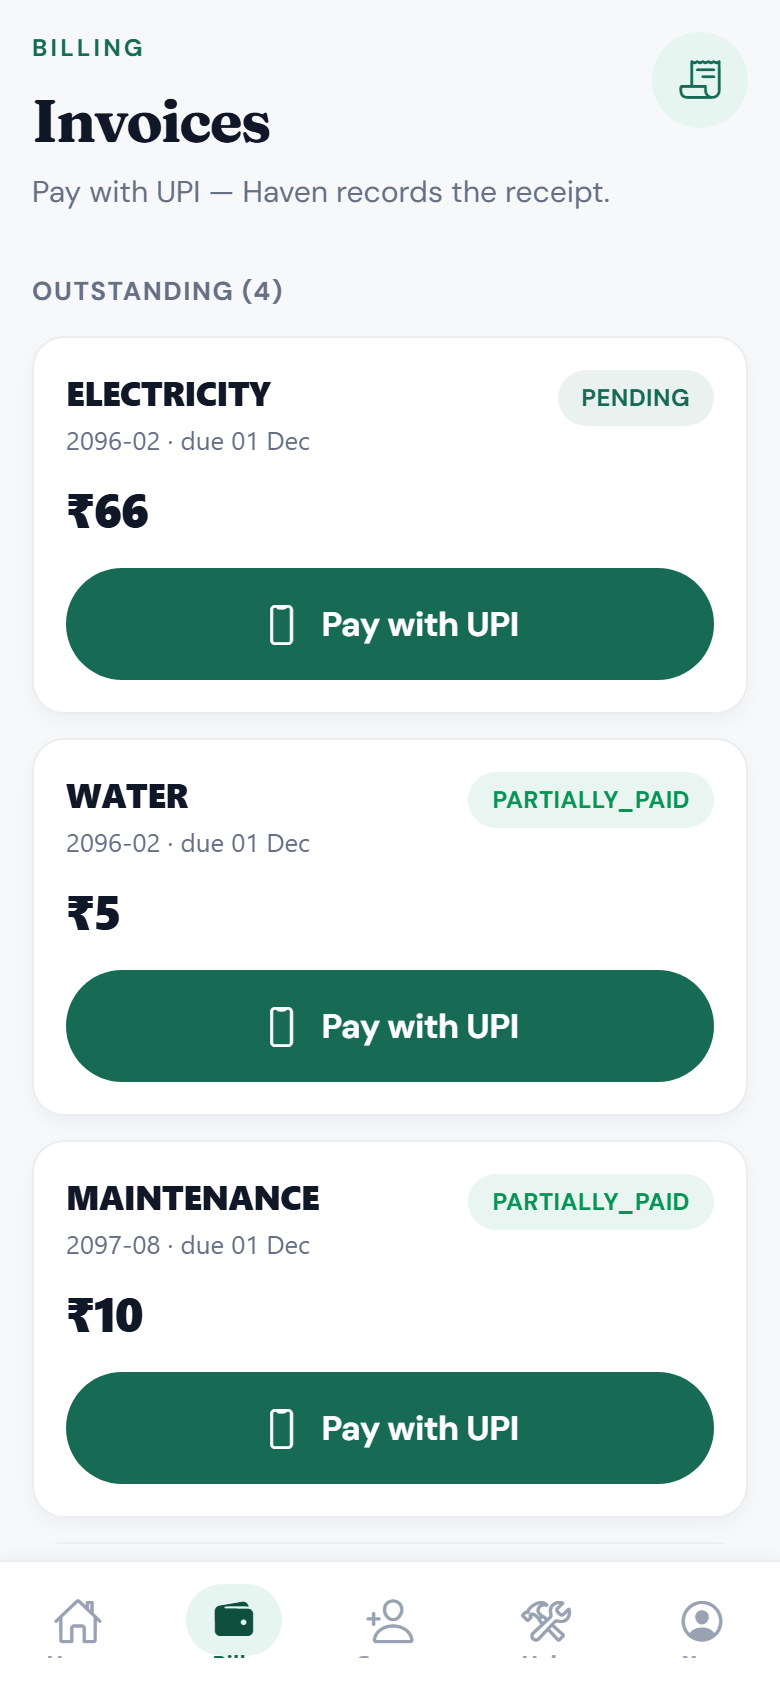 BILLING
Invoices
Pay with UPI — Haven records the receipt.
OUTSTANDING (4)
ELECTRICITY
PENDING
2096-02 · due 01 Dec
₹66
Pay with UPI
WATER
PARTIALLY_PAID
2096-02 · due 01 Dec
₹5
Pay with UPI
MAINTENANCE
PARTIALLY_PAID
2097-08 · due 01 Dec
₹10
Pay with UPI